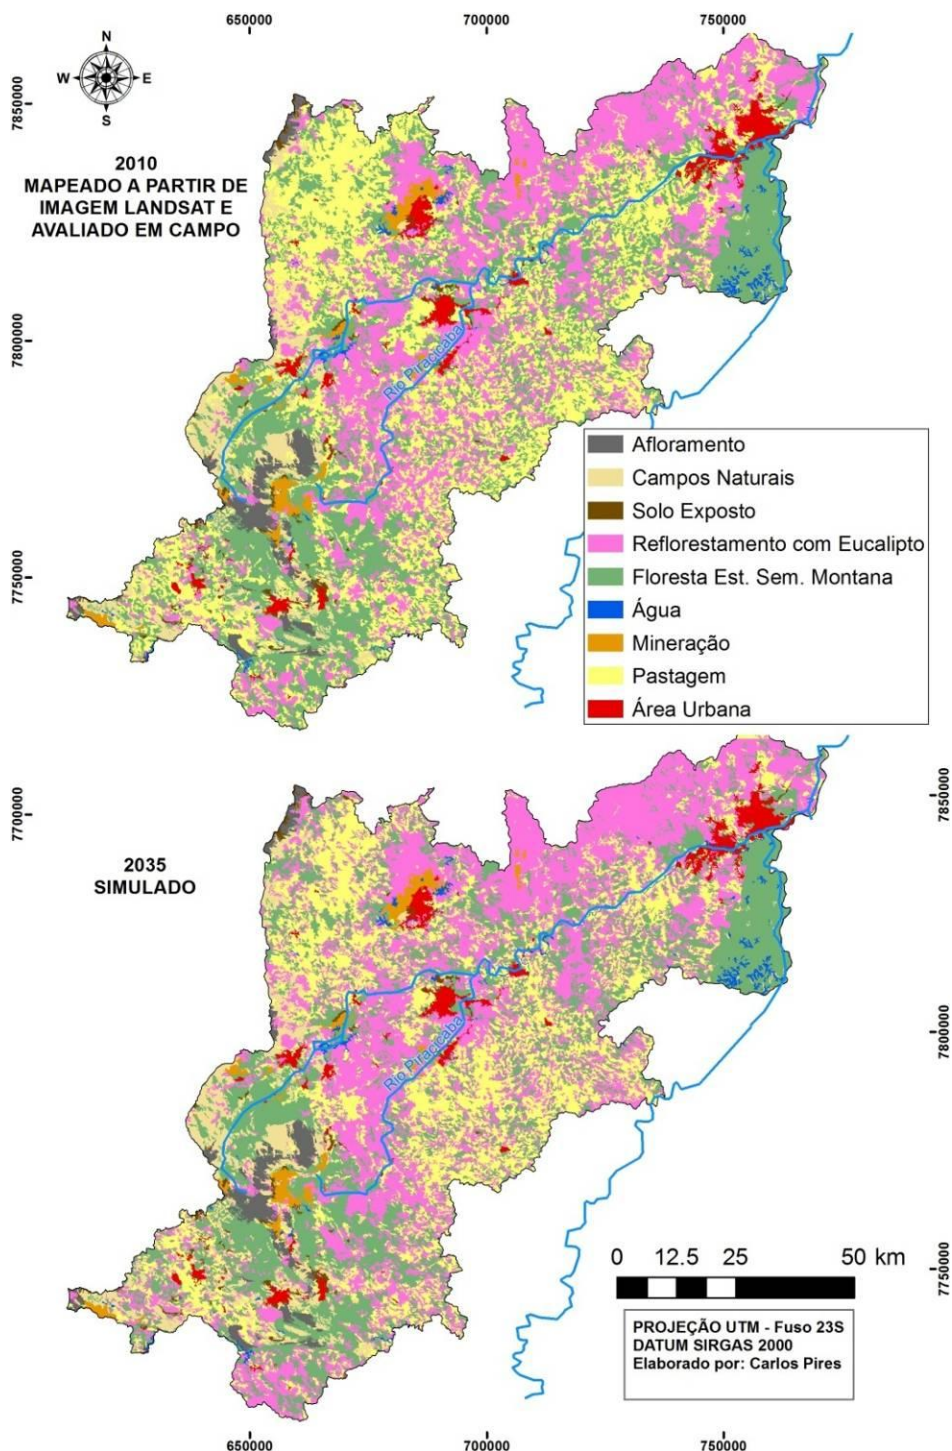 650000
700000
750000
N
W
E
S
7850000
2010
MAPEADO A PARTIR DE
IMAGEM LANDSAT E
AVALIADO EM CAMPO
7800000
Rio Piracicaba
7750000
Afloramento
Campos Naturais
Solo Exposto
Reflorestamento com Eucalipto
Floresta Est. Sem. Montana
Água
Mineração
Pastagem
Área Urbana
7700000
7850000
2035
SIMULADO
7800000
Rio Piracicaba
7750000
0 12.5 25 50 km
PROJEÇÃO UTM - Fuso 23S
DATUM SIRGAS 2000
Elaborado por: Carlos Pires
650000
700000
750000